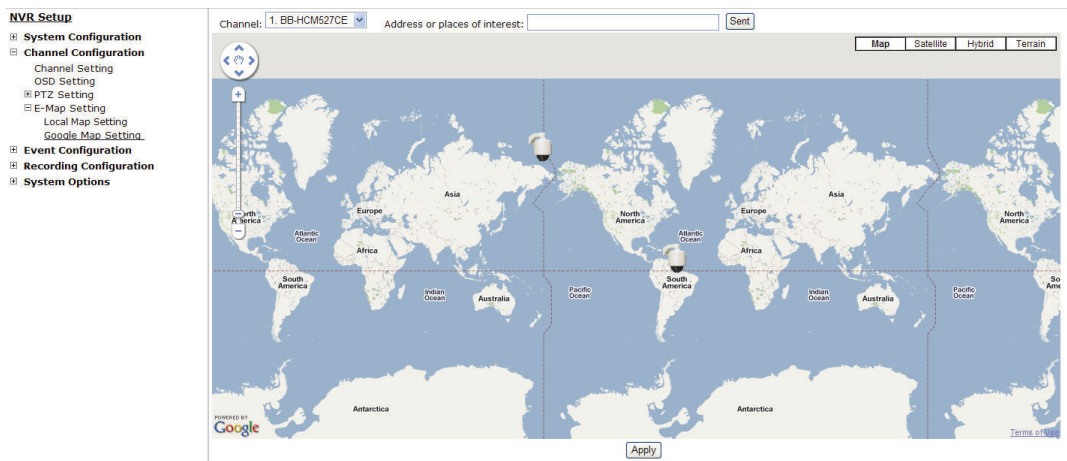 NVR Setup
System Configuration
Channel Configuration
Channel Setting
OSD Setting
PTZ Setting
E-Map Setting
Local Map Setting
Google Map Setting
Event Configuration
Recording Configuration
System Options
Channel: 1. BB-HCM527CE Address or places of interest: Sent
Map Satellite Hybrid Terrain
Asia
Asia
North
America
Europe
North
America
Europe
North
America
Atlantic
Ocean
Atlantic
Ocean
Africa
Africa
South
America
South
America
So
Ame
Indian
Ocean
Australia
Pacific
Ocean
Indian
Ocean
Australia
Pacific
Ocean
Antarctica
Antarctica
POWERED BY
Google
Terms of Use
Apply